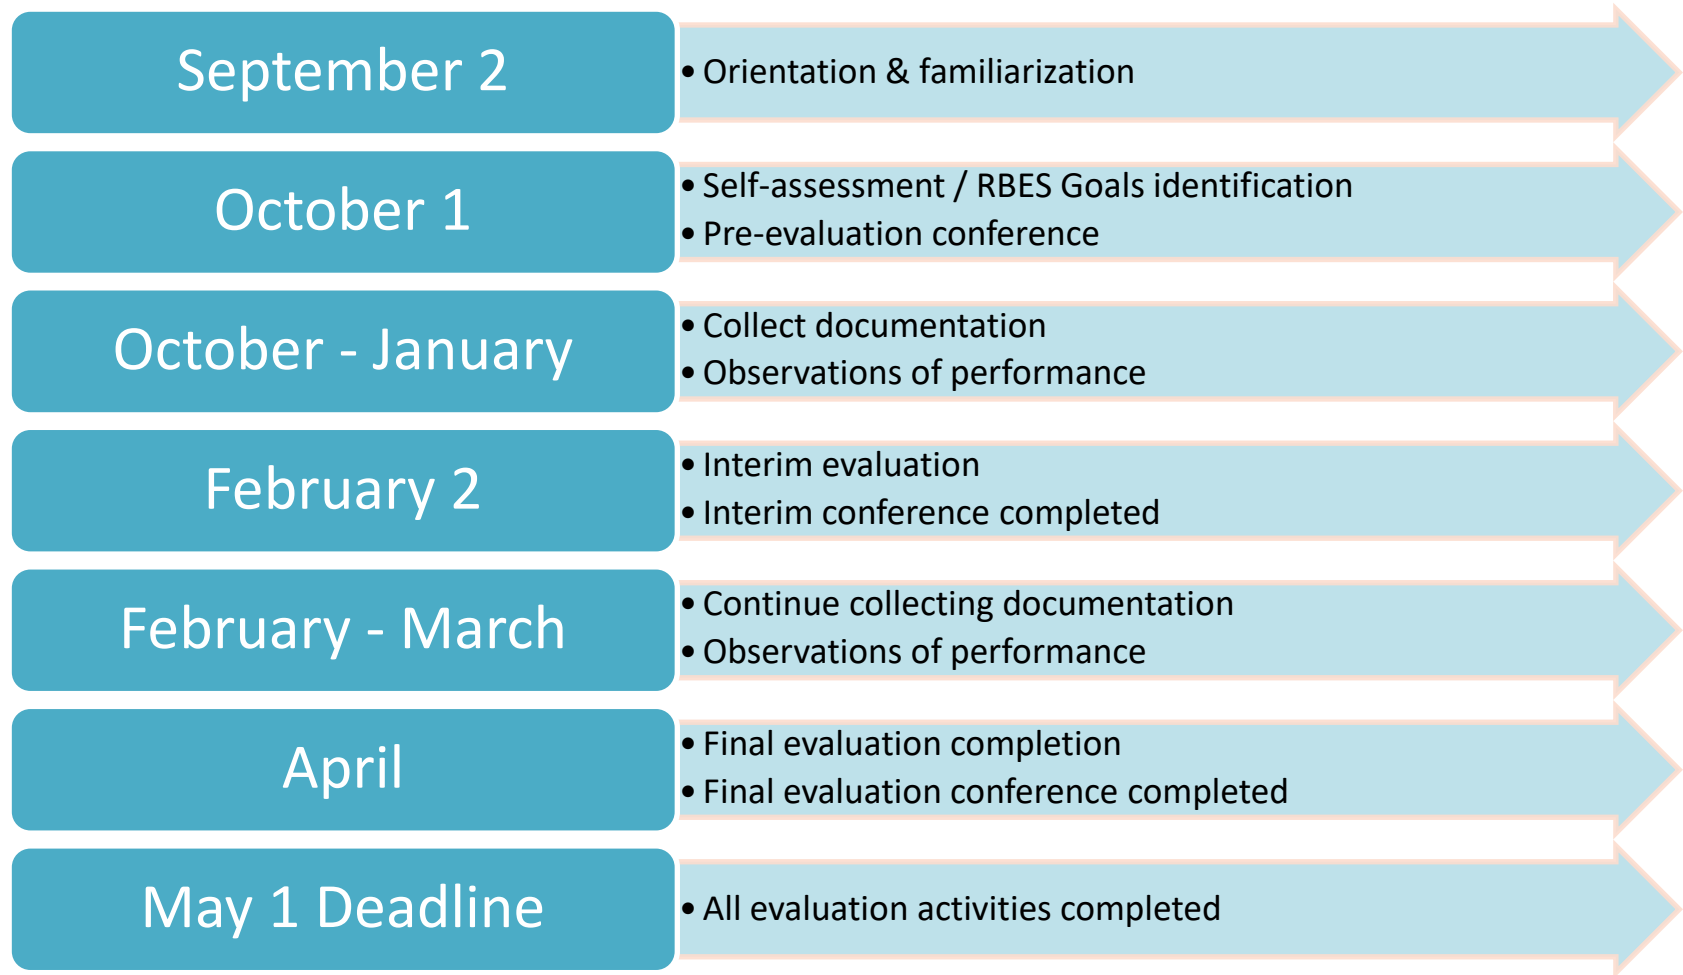 September 2
• Orientation & familiarization
October 1
• Self-assessment / RBES Goals identification
• Pre-evaluation conference
October - January
• Collect documentation
• Observations of performance
February 2
• Interim evaluation
• Interim conference completed
February - March
• Continue collecting documentation
• Observations of performance
April
• Final evaluation completion
• Final evaluation conference completed
May 1 Deadline
• All evaluation activities completed